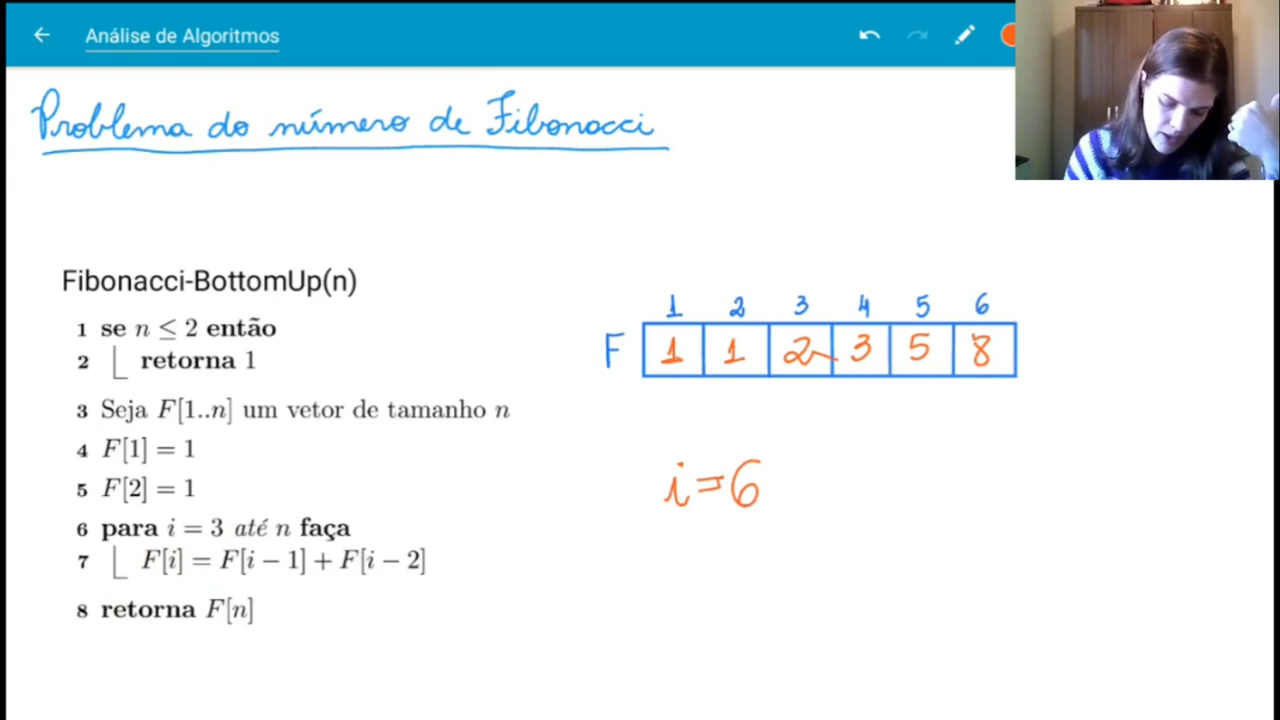 Análise de Algoritmos
Problema do número de Fibonacci
Fibonacci-BottomUp(n)
1 se n ≤ 2 então
2 retorna 1
3 Seja F[1..n] um vetor de tamanho n
4 F[1] = 1
5 F[2] = 1
6 para i = 3 até n faça
7 F[i] = F[i − 1] + F[i − 2]
8 retorna F[n]
1 2 3 4 5 6
F 1 1 2 3 5 8
i=6